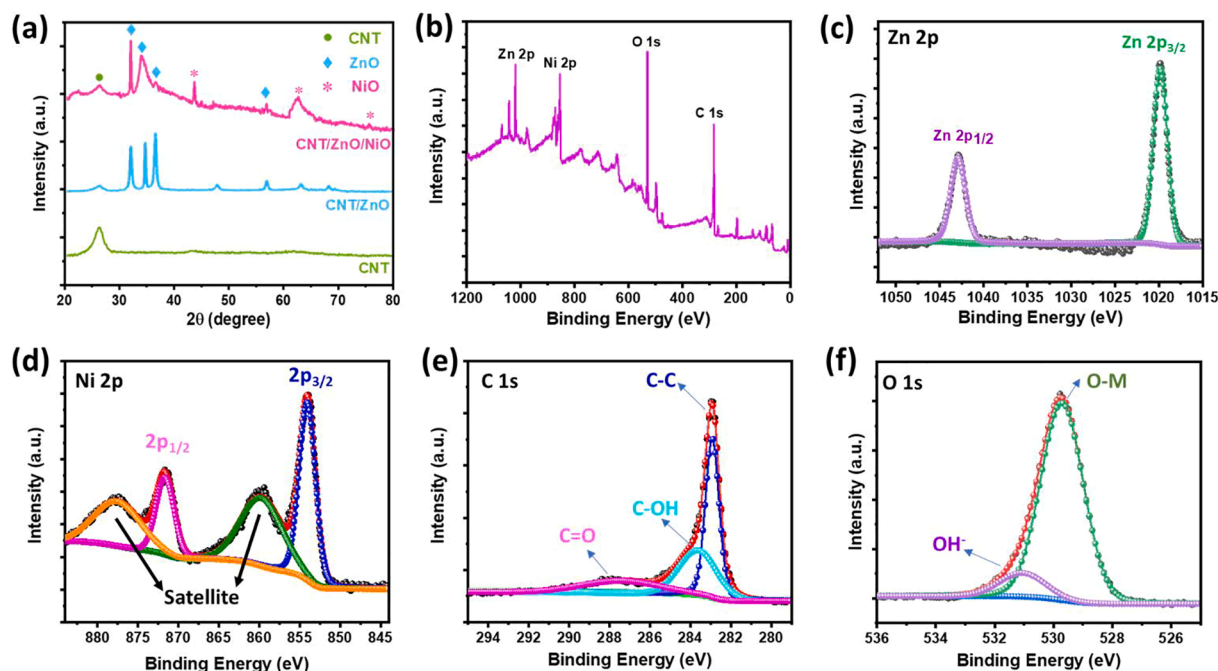 (a)
CNT
ZnO
NiO
CNT/ZnO/NiO
CNT/ZnO
CNT
Intensity (a.u.)
20 30 40 50 60 70 80
2θ (degree)
(b)
Zn 2p
Ni 2p
O 1s
C 1s
Intensity (a.u.)
1200 1000 800 600 400 200 0
Binding Energy (eV)
(c)
Zn 2p
Zn 2p3/2
Zn 2p1/2
Intensity (a.u.)
1050 1045 1040 1035 1030 1025 1020 1015
Binding Energy (eV)
(d)
Ni 2p
2p3/2
2p1/2
Satellite
Intensity (a.u.)
880 870 860 855 844
Binding Energy (eV)
(e)
C 1s
C-C
C-OH
C=O
Intensity (a.u.)
295 294 290 288 286 284 282 280
Binding Energy (eV)
(f)
O 1s
O-M
OH-
Intensity (a.u.)
536 534 532 531 530 528 526
Binding Energy (eV)